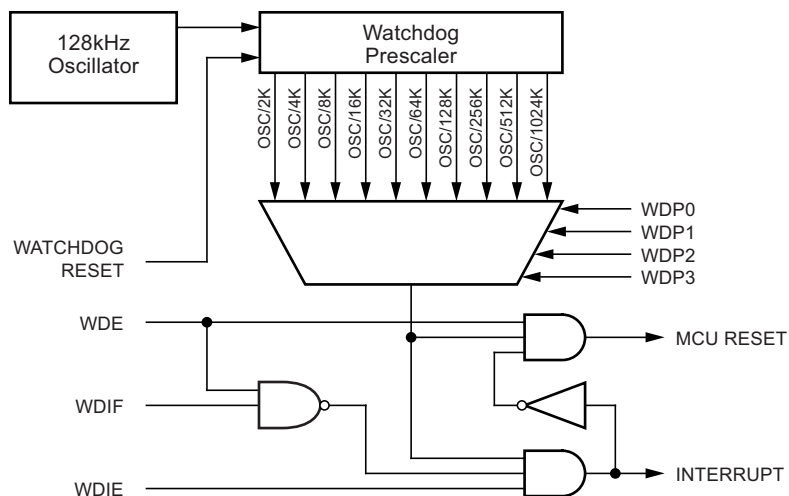 128kHz
Oscillator
Watchdog
Prescaler
OSC/2K
OSC/4K
OSC/8K
OSC/16K
OSC/32K
OSC/64K
OSC/128K
OSC/256K
OSC/512K
OSC/1024K
WDP0
WDP1
WDP2
WDP3
WATCHDOG
RESET
WDE
MCU RESET
WDIF
WDIE
INTERRUPT